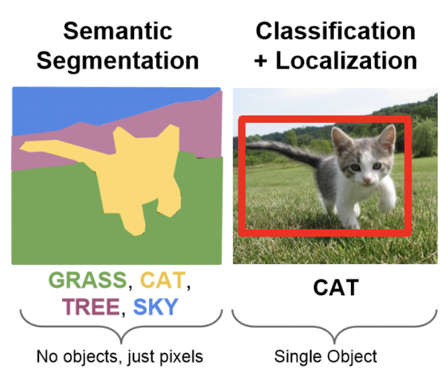 Semantic
Segmentation
Classification
+ Localization
GRASS, CAT,
TREE, SKY
CAT
No objects, just pixels
Single Object